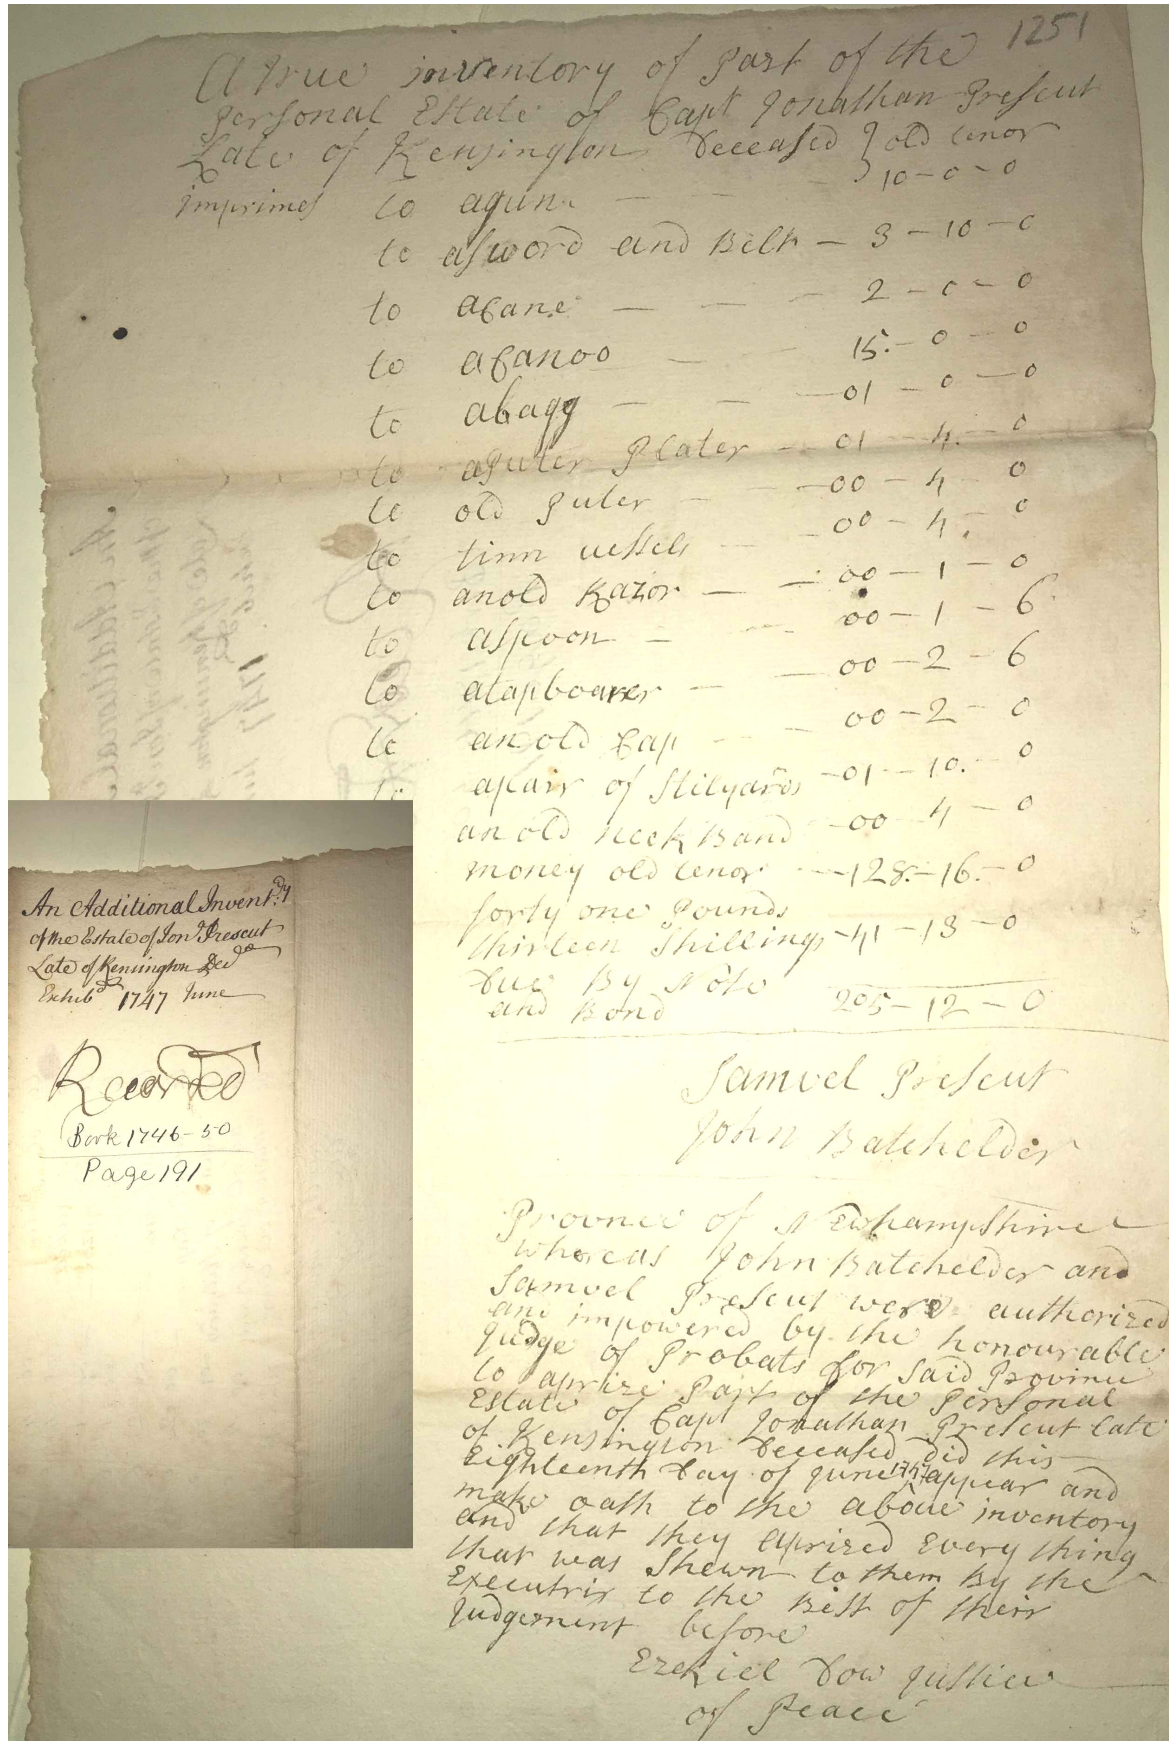 1251
A true inventory of Part of the
Personal Estate of Capt Jonathan Prescut
Late of Kensington Deceased } old tenor
imprimes to agun — 10-0-0
to asword and Belt — 3-10-0
to acane — — — 2-0-0
to acanoo — — 15-0-0
to abagg — — — 01-0-0
to aPuter Plater — 01-4-0
to old Puter — — 00-4-0
to tinn vessels — — 00-4-0
to anold Razor — — 00-1-0
to aspoon — — 00-1-6
to atapboarer — — 00-2-6
to an old Cap — — 00-2-0
to apair of Stilyards — 01-10-0
an old neck Band — 00-4-0
money old tenor — 128-16-0
forty one Pounds
thirteen Shillings — 41-13-0
Due By Note
and Bond 205-12-0
Samuel Prescut
John Batchelder
Provnce of Newhampshire
whereas John Batchelder and
Samuel Prescut were authorized
and impowered by the honourable
Judge of Probats for said Province
to aprize Part of the Personal
Estate of Capt Jonathan Prescut late
of Kensington Deceased did this
Eighteenth Day of June 1747 appear and
make oath to the above inventory
and that they aprized Every thing
that was Shewn to them By the
Executrix to the Best of their
Judgement before
Ezekiel Dow Justice
of Peace
An Additional Inventry
of the Estate of Jona Prescut
Late of Kensington Decd
Exhibd 1747 June
Recorded
Book 1746-50
Page 191